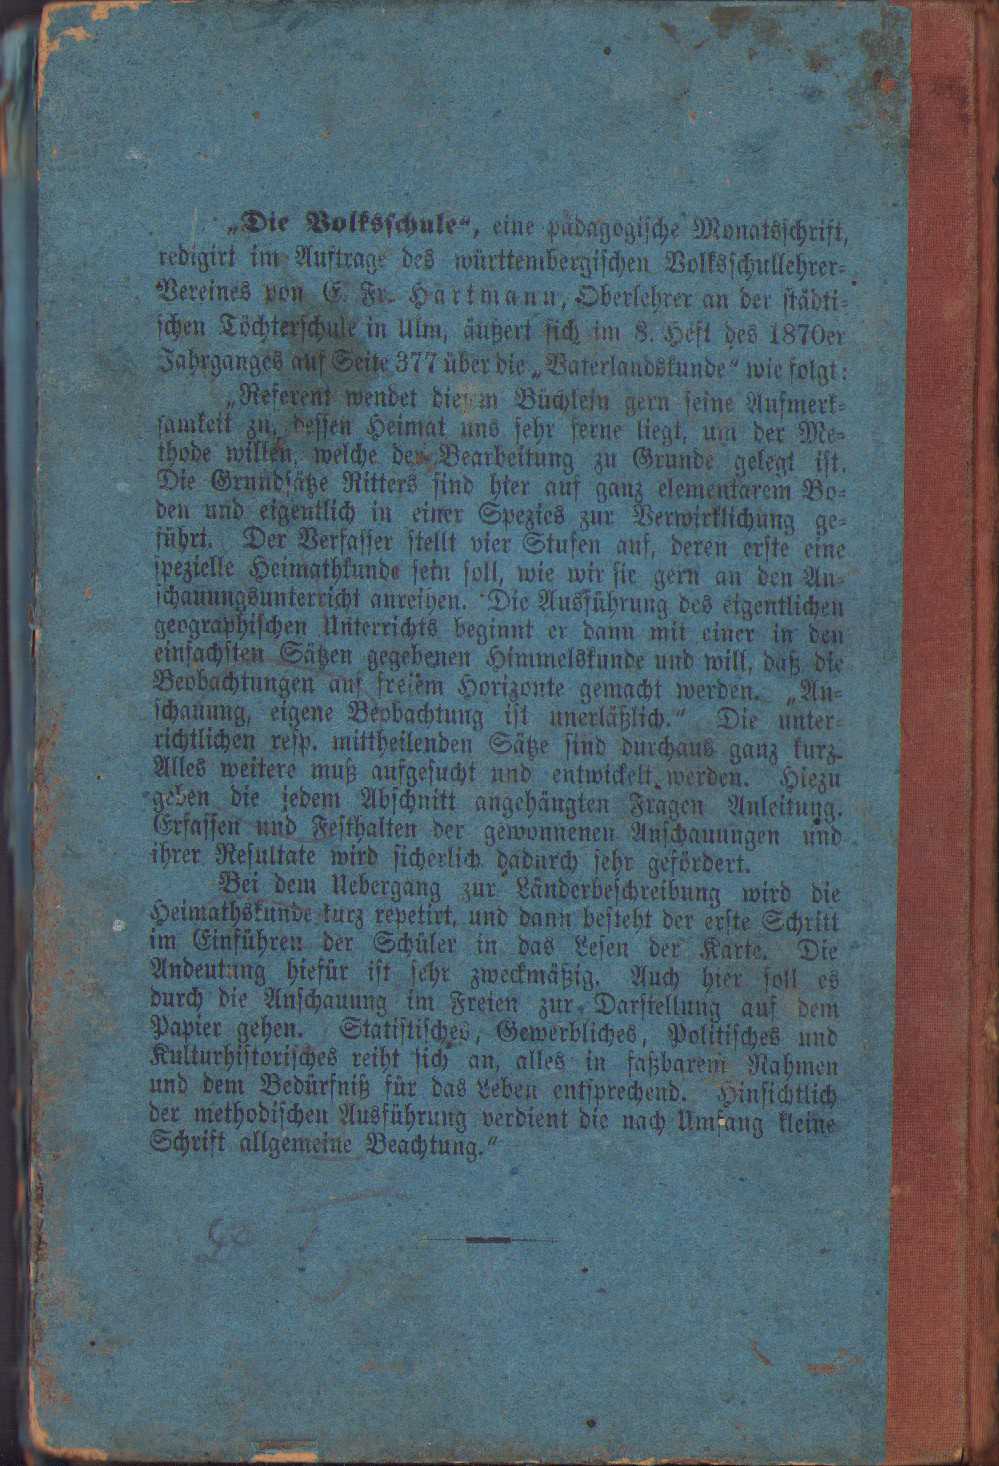 „Die Volksschule“, eine pädagogische Monatsschrift,
redigirt im Auftrage des württembergischen Volksschullehrer-
Vereines von E. Fr. Hartmann, Oberlehrer an der städti-
schen Töchterschule in Ulm, äußert sich im 8. Heft des 1870er
Jahrganges auf Seite 377 über die „Vaterlandskunde“ wie folgt:
„Referent wendet diesem Büchlein gern seine Aufmerk-
samkeit zu, dessen Heimat uns sehr ferne liegt, um der Me-
thode willen, welche der Bearbeitung zu Grunde gelegt ist.
Die Grundsätze Ritters sind hier auf ganz elementarem Bo-
den und eigentlich in einer Spezies zur Verwirklichung ge-
führt. Der Verfasser stellt vier Stufen auf, deren erste eine
spezielle Heimathkunde sein soll, wie wir sie gern an den An-
schauungsunterricht anreihen. Die Ausführung des eigentlichen
geographischen Unterrichts beginnt er dann mit einer in den
einfachsten Sätzen gegebenen Himmelskunde und will, daß die
Beobachtungen auf freiem Horizonte gemacht werden. „An-
schauung, eigene Beobachtung ist unerläßlich.“ Die unter-
richtlichen resp. mittheilenden Sätze sind durchaus ganz kurz.
Alles weitere muß aufgesucht und entwickelt werden. Hiezu
geben die jedem Abschnitt angehängten Fragen Anleitung.
Erfassen und Festhalten der gewonnenen Anschauungen und
ihrer Resultate wird sicherlich dadurch sehr gefördert.
Bei dem Uebergang zur Länderbeschreibung wird die
Heimathskunde kurz repetirt, und dann besteht der erste Schritt
im Einführen der Schüler in das Lesen der Karte. Die
Andeutung hiefür ist sehr zweckmäßig. Auch hier soll es
durch die Anschauung im Freien zur Darstellung auf dem
Papier gehen. Statistisches, Gewerbliches, Politisches und
Kulturhistorisches reiht sich an, alles in faßbarem Rahmen
und dem Bedürfniß für das Leben entsprechend. Hinsichtlich
der methodischen Ausführung verdient die nach Umfang kleine
Schrift allgemeine Beachtung.“